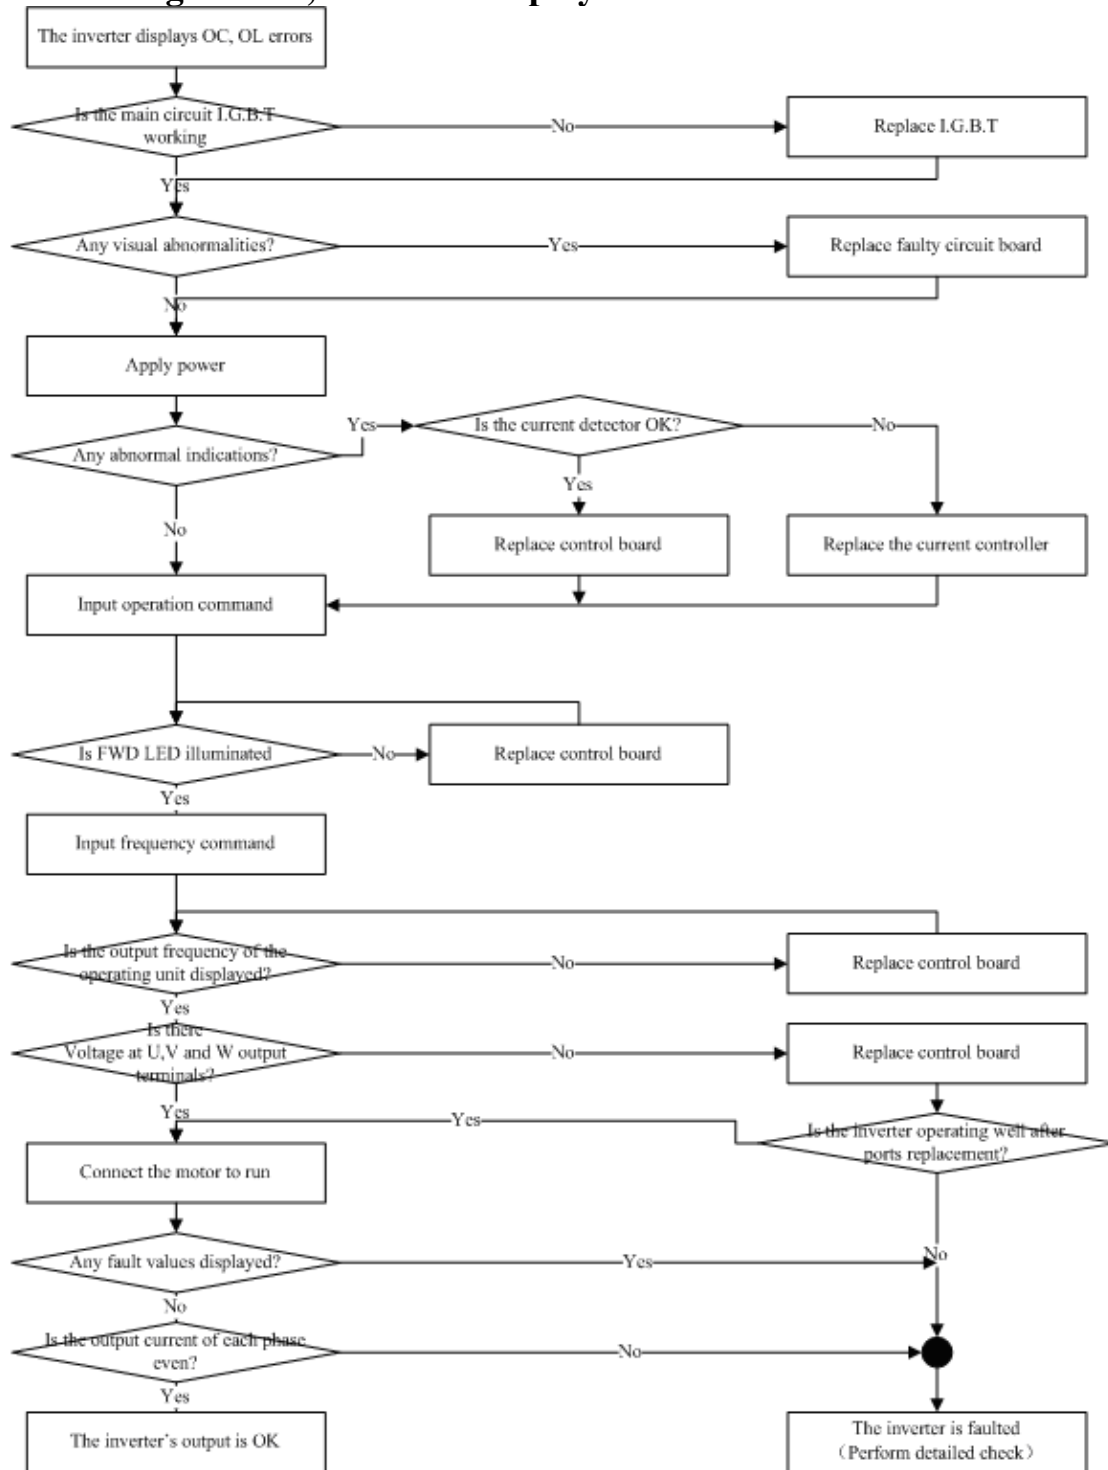 The inverter displays OC, OL errors
Is the main circuit I.G.B.T
working
No
Replace I.G.B.T
Yes
Any visual abnormalities?
Yes
Replace faulty circuit board
No
Apply power
Any abnormal indications?
Yes
Is the current detector OK?
No
Yes
No
Replace control board
Replace the current controller
Input operation command
Is FWD LED illuminated
No
Replace control board
Yes
Input frequency command
Is the output frequency of the
operating unit displayed?
No
Replace control board
Yes
Is there
Voltage at U,V and W output
terminals?
No
Replace control board
Yes
Yes
Is the inverter operating well after
ports replacement?
Connect the motor to run
No
Any fault values displayed?
Yes
No
Is the output current of each phase
even?
No
Yes
The inverter's output is OK
The inverter is faulted
（Perform detailed check）